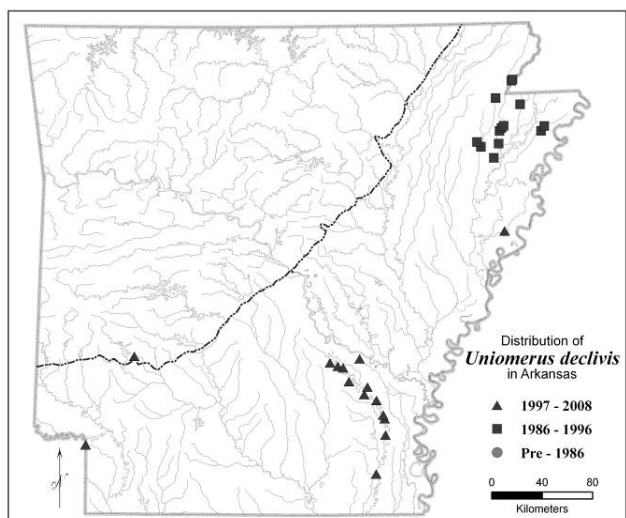 Distribution of
Uniomerus declivis
in Arkansas
1997 - 2008
1986 - 1996
Pre - 1986
0 40 80
Kilometers
N